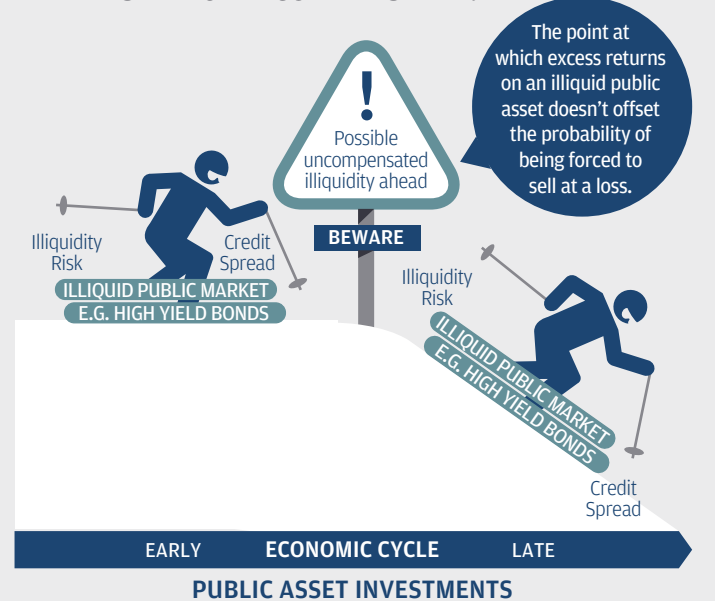 The point at
which excess returns
on an illiquid public
asset doesn't offset
the probability of
being forced to
sell at a loss.
!
Possible
uncompensated
illiquidity ahead
BEWARE
Illiquidity
Risk
Credit
Spread
ILLIQUID PUBLIC MARKET
E.G. HIGH YIELD BONDS
Illiquidity
Risk
ILLIQUID PUBLIC MARKET
E.G. HIGH YIELD BONDS
Credit
Spread
EARLY ECONOMIC CYCLE LATE
PUBLIC ASSET INVESTMENTS